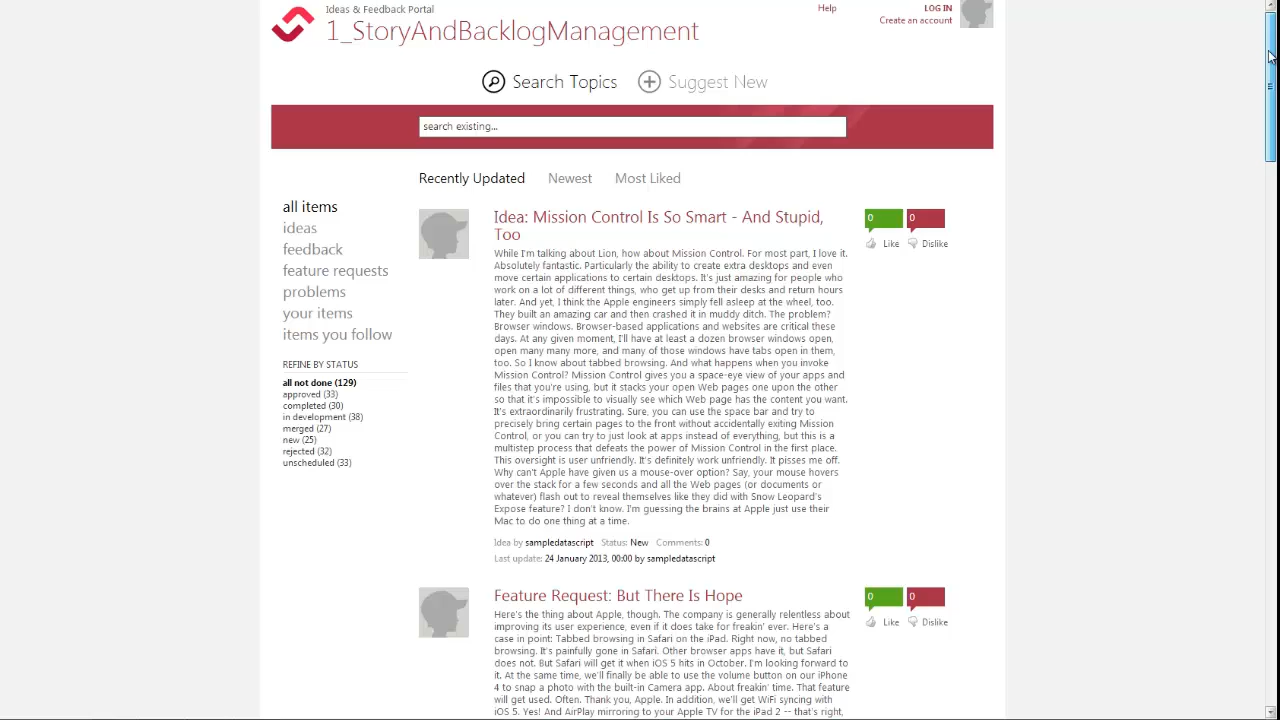 Ideas & Feedback Portal
1_StoryAndBacklogManagement
Help
LOG IN
Create an account
Search Topics
Suggest New
search existing...
Recently Updated
Newest
Most Liked
all items
ideas
feedback
feature requests
problems
your items
items you follow
REFINE BY STATUS
all not done (129)
approved (33)
completed (30)
in development (38)
merged (27)
new (25)
rejected (32)
unscheduled (33)
Idea: Mission Control Is So Smart - And Stupid,
Too
0
0
Like
Dislike
While I'm talking about Lion, how about Mission Control. For most part, I love it.
Absolutely fantastic. Particularly the ability to create extra desktops and even
move certain applications to certain desktops. It's just amazing for people who
work on a lot of different things, who get up from their desks and return hours
later. And yet, I think the Apple engineers simply fell asleep at the wheel, too.
They built an amazing car and then crashed it in muddy ditch. The problem?
Browser windows. Browser-based applications and websites are critical these
days. At any given moment, I'll have at least a dozen browser windows open,
open many many more, and many of those windows have tabs open in them,
too. So I know about tabbed browsing. And what happens when you invoke
Mission Control? Mission Control gives you a space-eye view of your apps and
files that you're using, but it stacks your open Web pages one upon the other
so that it's impossible to visually see which Web page has the content you want.
It's extraordinarily frustrating. Sure, you can use the space bar and try to
precisely bring certain pages to the front without accidentally exiting Mission
Control, or you can try to just look at apps instead of everything, but this is a
multistep process that defeats the power of Mission Control in the first place.
This oversight is user unfriendly. It's definitely work unfriendly. It pisses me off.
Why can't Apple have given us a mouse-over option? Say, your mouse hovers
over the stack for a few seconds and all the Web pages (or documents or
whatever) flash out to reveal themselves like they did with Snow Leopard's
Expose feature? I don't know. I'm guessing the brains at Apple just use their
Mac to do one thing at a time.
Idea by sampledatascript Status: New Comments: 0
Last update: 24 January 2013, 00:00 by sampledatascript
Feature Request: But There Is Hope
0
0
Like
Dislike
Here's the thing about Apple, though. The company is generally relentless about
improving its user experience, even if it does take for freakin' ever. Here's a
case in point: Tabbed browsing in Safari on the iPad. Right now, no tabbed
browsing. It's painfully gone in Safari. Other browser apps have it, but Safari
does not. But Safari will get it when iOS 5 hits in October. I'm looking forward to
it. At the same time, we'll finally be able to use the volume button on our iPhone
4 to snap a photo with the built-in Camera app. About freakin' time. That feature
will get used. Often. Thank you, Apple. In addition, we'll get WiFi syncing with
iOS 5. Yes! And AirPlay mirroring to your Apple TV for the iPad 2 -- that's right,